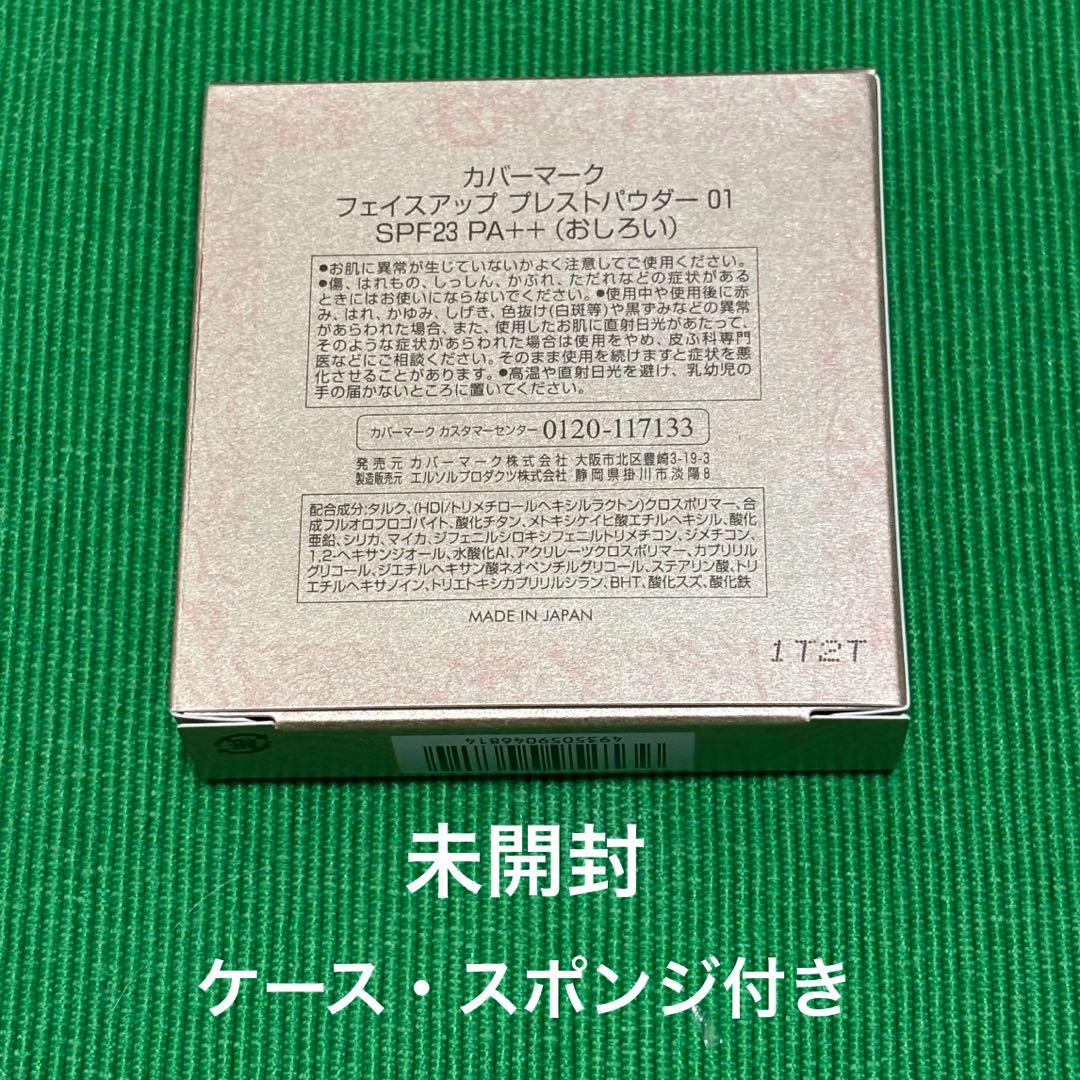 カバーマーク
フェイスアップ プレストパウダー 01
SPF23 PA++(おしろい)
●お肌に異常が生じていないかよく注意してご使用ください。
●傷、はれもの、しっしん、かぶれ、ただれなどの症状がある
ときにはお使いにならないでください。●使用中や使用後に赤
み、はれ、かゆみ、しげき、色抜け(白斑等)や黒ずみなどの異常
があらわれた場合、また、使用したお肌に直射日光があたって、
そのような症状があらわれた場合は使用をやめ、皮ふ科専門
医などにご相談ください。そのまま使用を続けますと症状を悪
化させることがあります。●高温や直射日光を避け、乳幼児の
手の届かないところに置いてください。
カバーマーク カスタマーセンター 0120-117133
発売元 カバーマーク株式会社 大阪市北区豊崎3-19-3
製造販売元 エルソルプロダクツ株式会社 静岡県掛川市淡陽8
配合成分:タルク、(HDI/トリメチロールヘキシルラクトン)クロスポリマー、合
成フルオロフロゴパイト、酸化チタン、メトキシケイヒ酸エチルヘキシル、酸化
亜鉛、シリカ、マイカ、ジフェニルシロキシフェニルトリメチコン、ジメチコン、
1,2-ヘキサンジオール、水酸化Al、アクリレーツクロスポリマー、カプリリル
グリコール、ジエチルヘキサン酸ネオペンチルグリコール、ステアリン酸、トリ
エチルヘキサノイン、トリエトキシカプリリルシラン、BHT、酸化スズ、酸化鉄
MADE IN JAPAN
1T2T
4935059046814
未開封
ケース・スポンジ付き